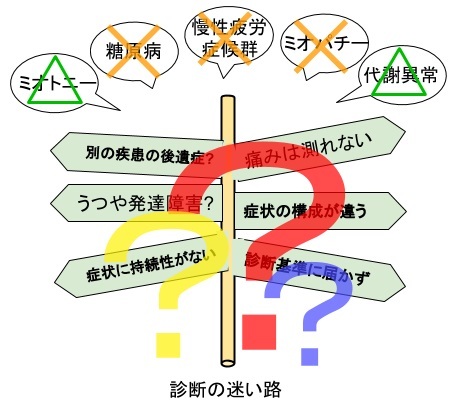 ミオトニー
糖原病
慢性疲労
症候群
ミオパチー
代謝異常
別の疾患の後遺症?
痛みは測れない
うつや発達障害?
症状の構成が違う
症状に持続性がない
診断基準に届かず
?
?
?
診断の迷い路